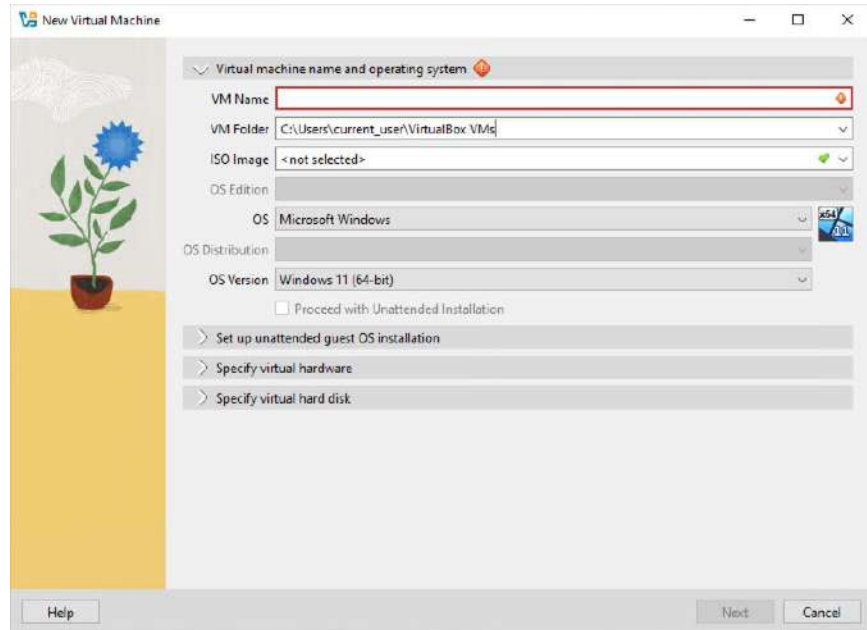 New Virtual Machine
Virtual machine name and operating system
VM Name
VM Folder C:\Users\current_user\VirtualBox VMs
ISO Image <not selected>
OS Edition
OS Microsoft Windows
x64
11
OS Distribution
OS Version Windows 11 (64-bit)
Proceed with Unattended Installation
Set up unattended guest OS installation
Specify virtual hardware
Specify virtual hard disk
Help Next Cancel